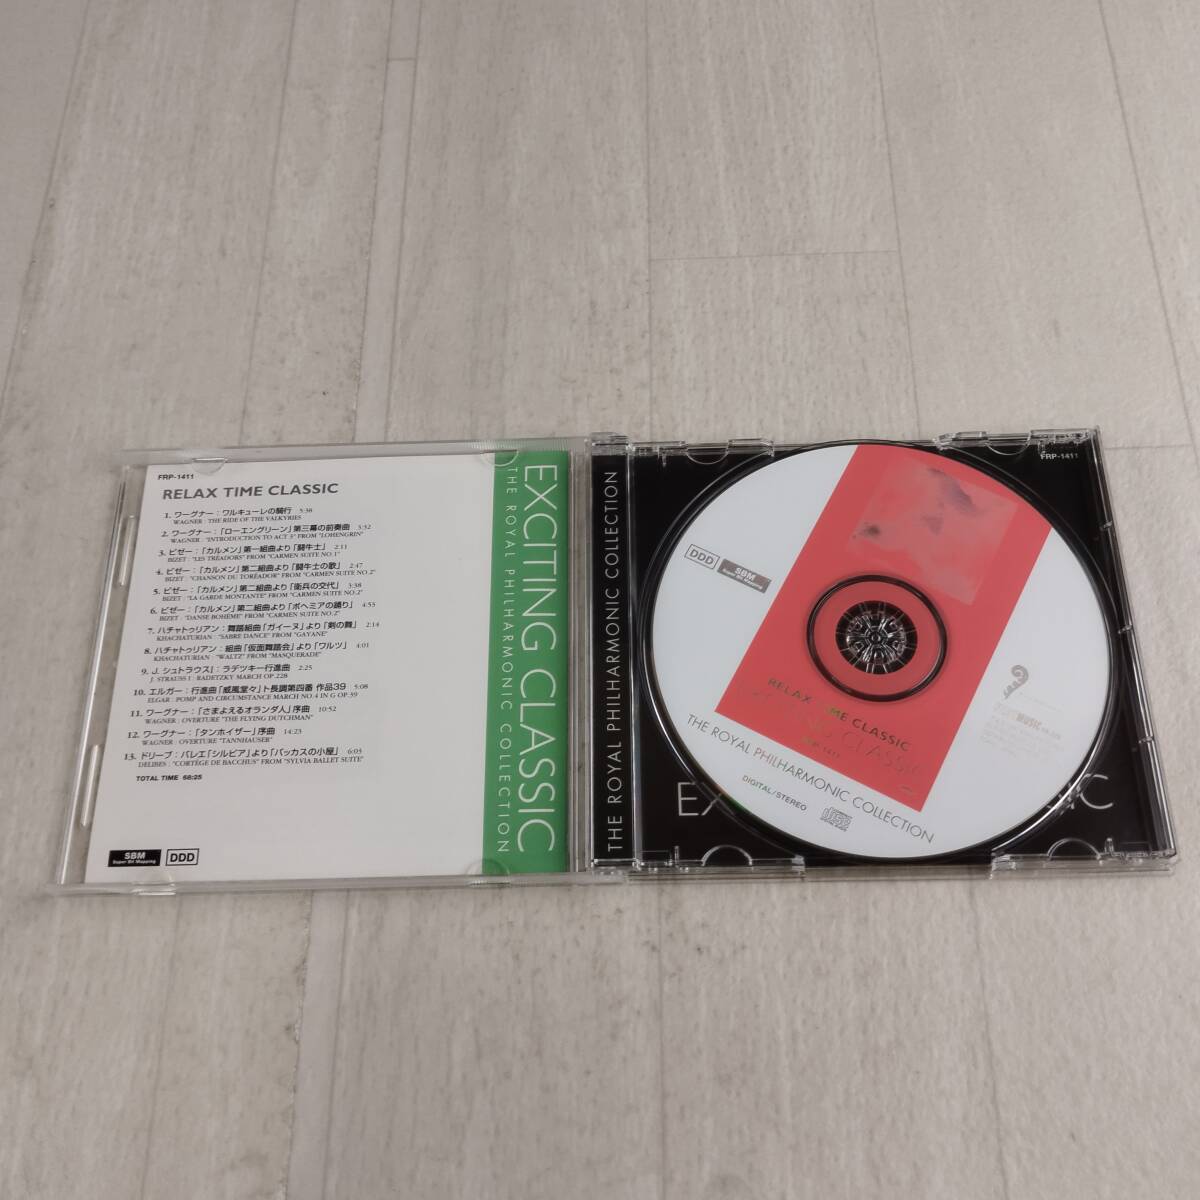 FRP-1411
RELAX TIME CLASSIC
1. ワーグナー：ワルキューレの騎行 5:38
WAGNER : THE RIDE OF THE VALKYRIES
2. ワーグナー：「ローエングリーン」第三幕の前奏曲 3:32
WAGNER : "INTRODUCTION TO ACT 3" FROM "LOHENGRIN"
3. ビゼー：「カルメン」第一組曲より「闘牛士」 2:11
BIZET : "LES TRÉADORS" FROM "CARMEN SUITE NO.1"
4. ビゼー：「カルメン」第二組曲より「闘牛士の歌」 2:47
BIZET : "CHANSON DU TORÉADOR" FROM "CARMEN SUITE NO.2"
5. ビゼー：「カルメン」第二組曲より「衛兵の交代」 3:38
BIZET : "LA GARDE MONTANTE" FROM "CARMEN SUITE NO.2"
6. ビゼー：「カルメン」第二組曲より「ボヘミアの踊り」 4:53
BIZET : "DANSE BOHÉME" FROM "CARMEN SUITE NO.2"
7. ハチャトゥリアン：舞踏組曲「ガイーヌ」より「剣の舞」 2:14
KHACHATURIAN : "SABRE DANCE" FROM "GAYANE"
8. ハチャトゥリアン：組曲「仮面舞踏会」より「ワルツ」 4:01
KHACHATURIAN : "WALTZ" FROM "MASQUERADE"
9. J. シュトラウスI：ラデツキー行進曲 2:25
J. STRAUSS I : RADETZKY MARCH OP.228
10. エルガー：行進曲「威風堂々」ト長調第四番 作品39 5:08
ELGAR : POMP AND CIRCUMSTANCE MARCH NO.4 IN G OP.39
11. ワーグナー：「さまよえるオランダ人」序曲 10:52
WAGNER : OVERTURE "THE FLYING DUTCHMAN"
12. ワーグナー：「タンホイザー」序曲 14:23
WAGNER : OVERTURE "TANNHAUSER"
13. ドリーブ：バレエ「シルビア」より「バッカスの小屋」 6:03
DELIBES : "CORTÉGE DE BACCHUS" FROM "SYLVIA BALLET SUITE"
TOTAL TIME 68:25
SBM
Super Bit Mapping
DDD
EXCITING CLASSIC
THE ROYAL PHILHARMONIC COLLECTION
THE ROYAL PHILHARMONIC COLLECTION
FRP-1411
DDD
SBM
Super Bit Mapping
RELAX TIME CLASSIC
CLASSIC
THE ROYAL PHILHARMONIC COLLECTION
DIGITAL/STEREO
MUSIC